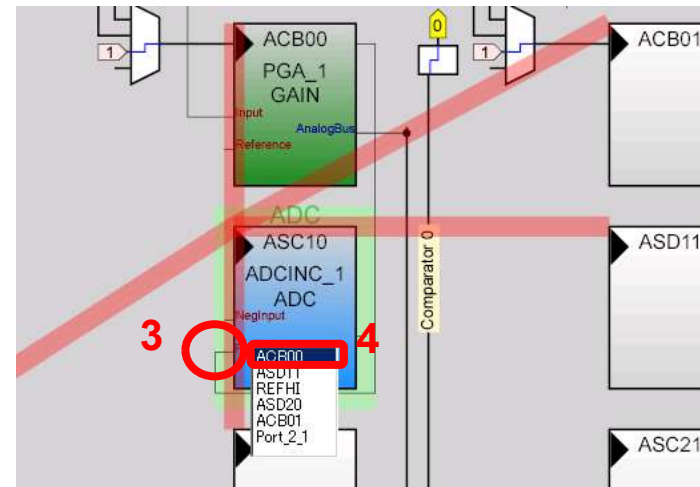 0
1
ACB00
PGA_1
GAIN
Input
AnalogBus
Reference
1
ACB01
ADC
ASC10
ADCINC_1
ADC
NegInput
Comparator 0
ASD11
3
4
ACB00
ASD11
REFHI
ASD20
ACB01
Port_2_1
ASC21